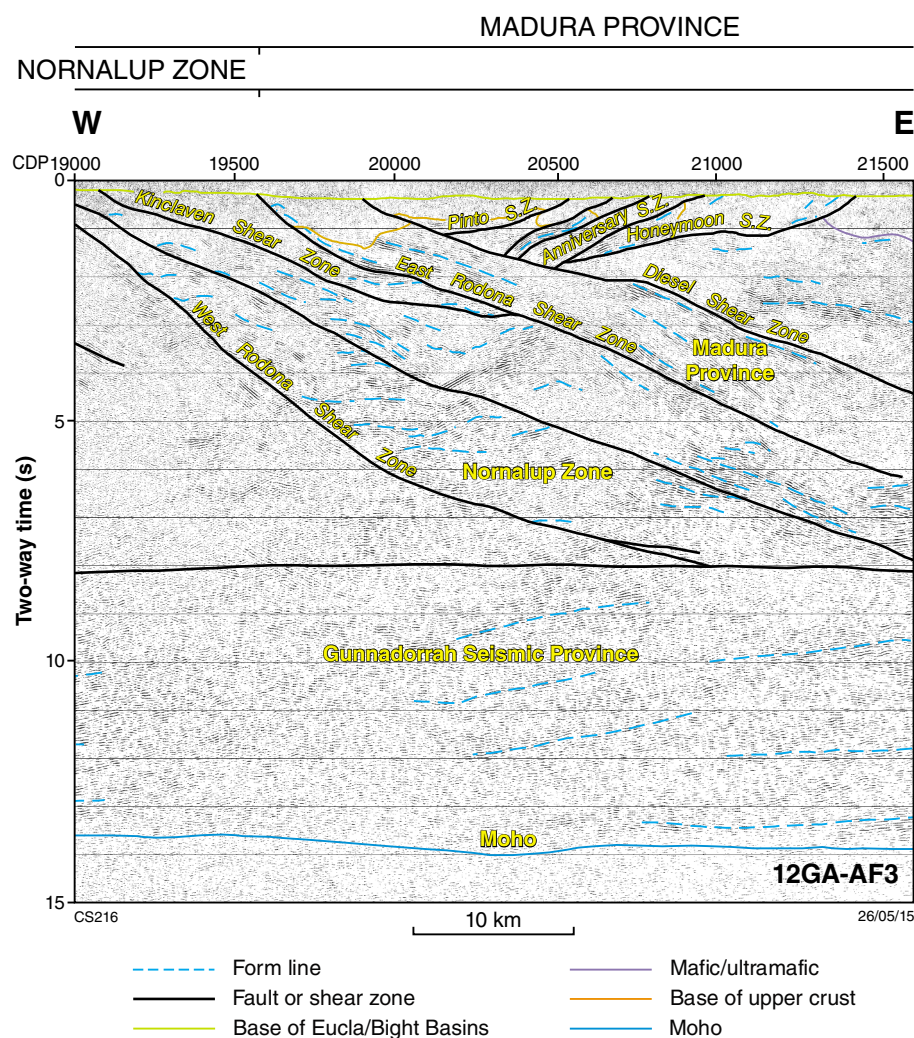 MADURA PROVINCE
NORNALUP ZONE
W
E
CDP 19000 19500 20000 20500 21000 21500
0
Kinclaven Shear Zone
Pinto S.Z.
Anniversary S.Z.
Honeymoon S.Z.
East Rodona Shear Zone
Diesel Shear Zone
West Rodona Shear Zone
Madura
Province
5
Nornalup Zone
Two-way time (s)
Gunnadorrah Seismic Province
10
Moho
12GA-AF3
15
CS216
10 km
26/05/15
Form line
Mafic/ultramafic
Fault or shear zone
Base of upper crust
Base of Eucla/Bight Basins
Moho